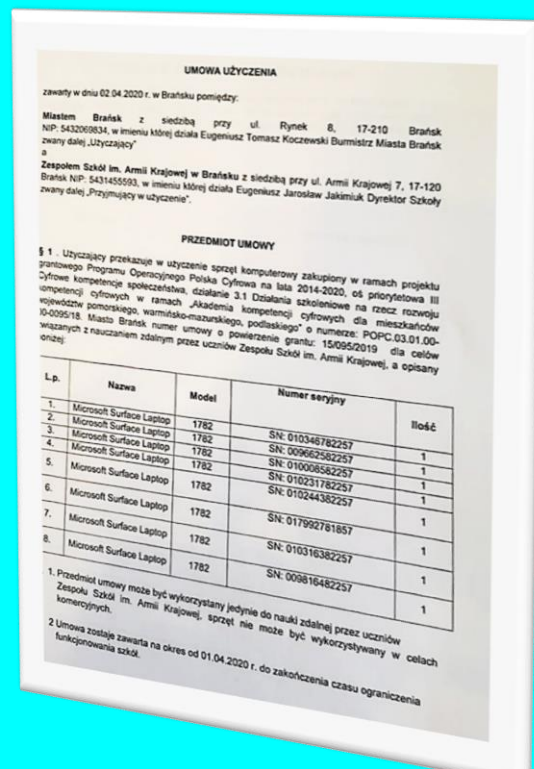 UMOWA UŻYCZENIA
zawarty w dniu 02.04.2020 r. w Brańsku pomiędzy:
Miastem Brańsk z siedzibą przy ul. Rynek 8, 17-210 Brańsk
NIP: 5432069834, w imieniu której działa Eugeniusz Tomasz Koczewski Burmistrz Miasta Brańsk
zwany dalej „Użyczający"
a
Zespołem Szkół im. Armii Krajowej w Brańsku z siedzibą przy ul. Armii Krajowej 7, 17-120
Brańsk NIP: 5431455593, w imieniu której działa Eugeniusz Jarosław Jakimiuk Dyrektor Szkoły
zwany dalej „Przyjmujący w użyczenie".
PRZEDMIOT UMOWY
§ 1 . Użyczający przekazuje w użyczenie sprzęt komputerowy zakupiony w ramach projektu
grantowego Programu Operacyjnego Polska Cyfrowa na lata 2014-2020, oś priorytetowa III
Cyfrowe kompetencje społeczeństwa, działanie 3.1 Działania szkoleniowe na rzecz rozwoju
kompetencji cyfrowych w ramach „Akademia kompetencji cyfrowych dla mieszkańców
województw pomorskiego, warmińsko-mazurskiego, podlaskiego" o numerze: POPC.03.01.00-
00-0095/18. Miasto Brańsk numer umowy o powierzenie grantu: 15/095/2019 dla celów
związanych z nauczaniem zdalnym przez uczniów Zespołu Szkół im. Armii Krajowej, a opisany
poniżej:
L.p. Nazwa Model Numer seryjny Ilość
1. Microsoft Surface Laptop 1782 SN: 010346782257 1
2. Microsoft Surface Laptop 1782 SN: 009662582257 1
3. Microsoft Surface Laptop 1782 SN: 010006582257 1
4. Microsoft Surface Laptop 1782 SN: 010231782257 1
5. Microsoft Surface Laptop 1782 SN: 010244382257 1
6. Microsoft Surface Laptop 1782 SN: 017992781857 1
7. Microsoft Surface Laptop 1782 SN: 010316382257 1
8. Microsoft Surface Laptop 1782 SN: 009816482257 1
1. Przedmiot umowy może być wykorzystany jedynie do nauki zdalnej przez uczniów
Zespołu Szkół im. Armii Krajowej, sprzęt nie może być wykorzystywany w celach
komercyjnych.
2 Umowa zostaje zawarta na okres od 01.04.2020 r. do zakończenia czasu ograniczenia
funkcjonowania szkół.